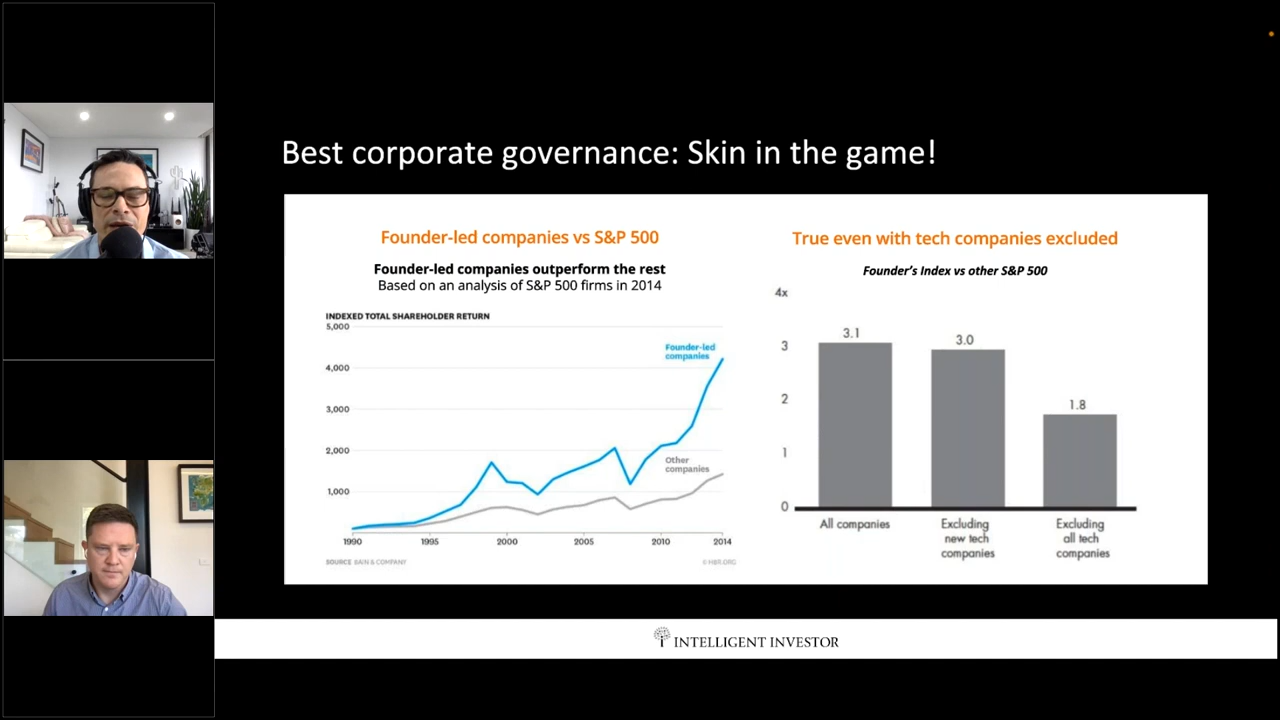 Best corporate governance: Skin in the game!
Founder-led companies vs S&P 500
Founder-led companies outperform the rest
Based on an analysis of S&P 500 firms in 2014
INDEXED TOTAL SHAREHOLDER RETURN
5,000
4,000
3,000
2,000
1,000
Founder-led
companies
Other
companies
1990
1995
2000
2005
2010
2014
SOURCE BAIN & COMPANY
© HBR.ORG
True even with tech companies excluded
Founder's Index vs other S&P 500
4x
3
2
1
0
3.1
3.0
1.8
All companies
Excluding
new tech
companies
Excluding
all tech
companies
INTELLIGENT INVESTOR